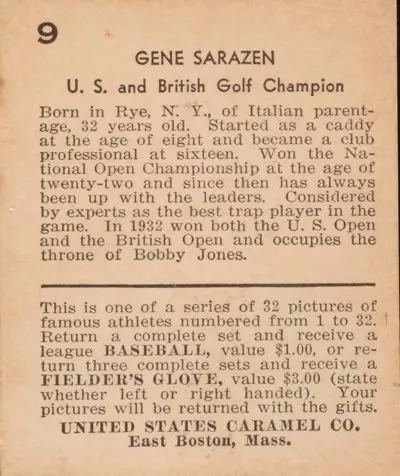 9
GENE SARAZEN
U. S. and British Golf Champion
Born in Rye, N. Y., of Italian parent-
age, 32 years old. Started as a caddy
at the age of eight and became a club
professional at sixteen. Won the Na-
tional Open Championship at the age of
twenty-two and since then has always
been up with the leaders. Considered
by experts as the best trap player in the
game. In 1932 won both the U. S. Open
and the British Open and occupies the
throne of Bobby Jones.
This is one of a series of 32 pictures of
famous athletes numbered from 1 to 32.
Return a complete set and receive a
league BASEBALL, value $1.00, or re-
turn three complete sets and receive a
FIELDER'S GLOVE, value $3.00 (state
whether left or right handed). Your
pictures will be returned with the gifts.
UNITED STATES CARAMEL CO.
East Boston, Mass.